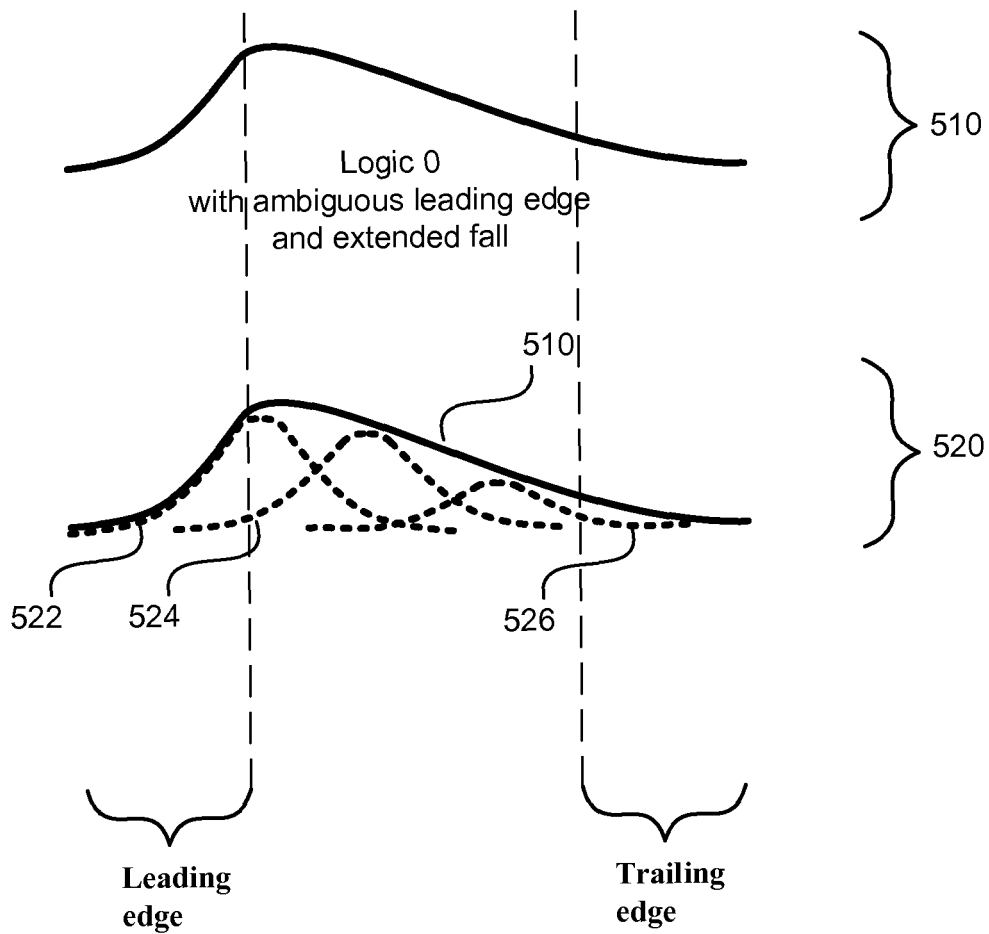 510
Logic 0
with ambiguous leading edge
and extended fall
510
520
522
524
526
Leading
edge
Trailing
edge